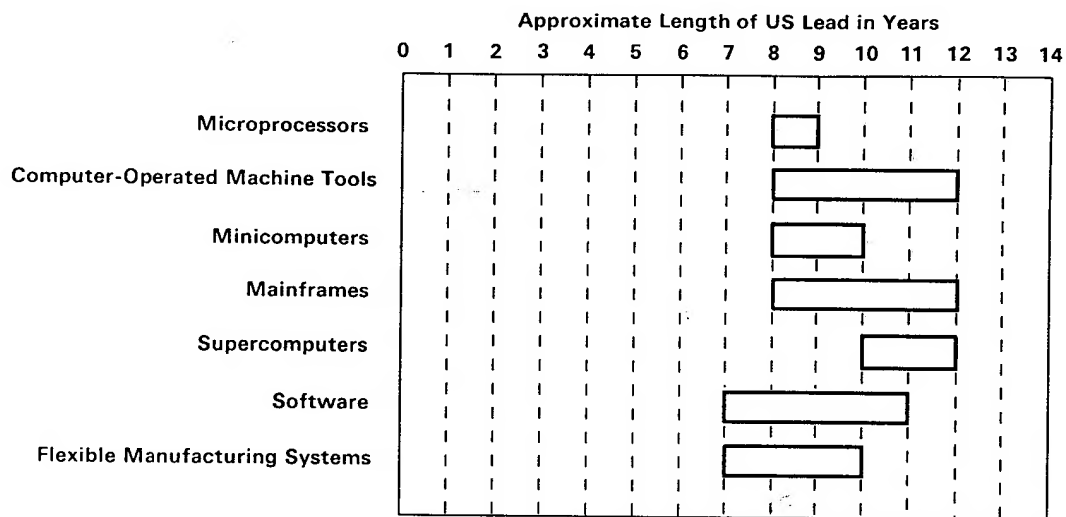 Approximate Length of US Lead in Years
0 1 2 3 4 5 6 7 8 9 10 11 12 13 14
Microprocessors
Computer-Operated Machine Tools
Minicomputers
Mainframes
Supercomputers
Software
Flexible Manufacturing Systems